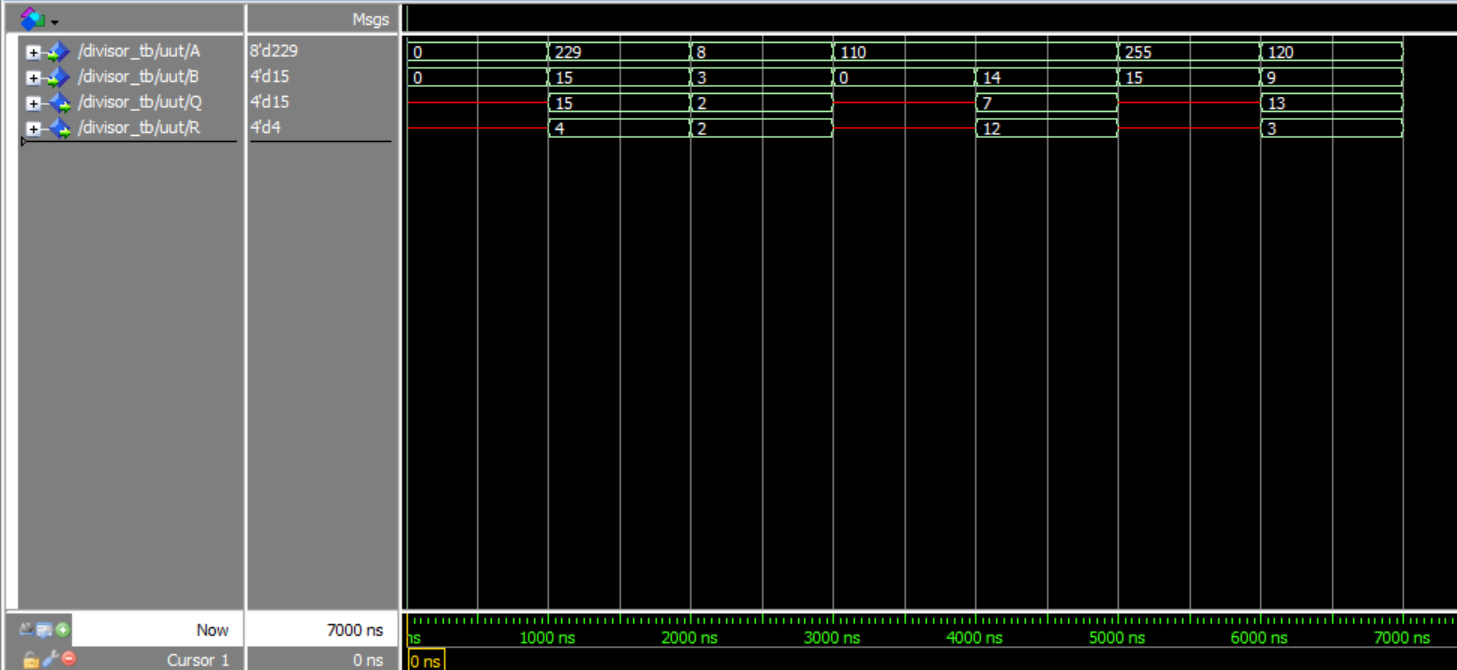 Msgs
/divisor_tb/uut/A 8'd229 0 229 8 110 255 120
/divisor_tb/uut/B 4'd15 0 15 3 0 14 15 9
/divisor_tb/uut/Q 4'd15 15 2 7 13
/divisor_tb/uut/R 4'd4 4 2 12 3
Now 7000 ns ns 1000 ns 2000 ns 3000 ns 4000 ns 5000 ns 6000 ns 7000 ns
Cursor 1 0 ns 0 ns